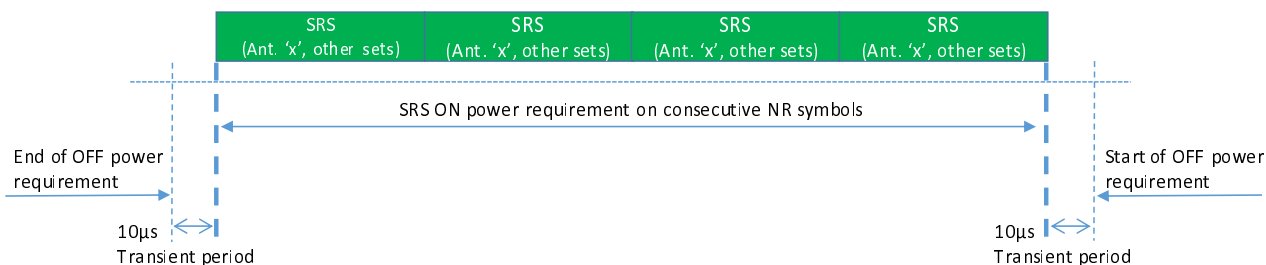 SRS
(Ant. ‘x’, other sets)
SRS
(Ant. ‘x’, other sets)
SRS
(Ant. ‘x’, other sets)
SRS
(Ant. ‘x’, other sets)
SRS ON power requirement on consecutive NR symbols
End of OFF power
requirement
Start of OFF power
requirement
10µs
Transient period
10µs
Transient period